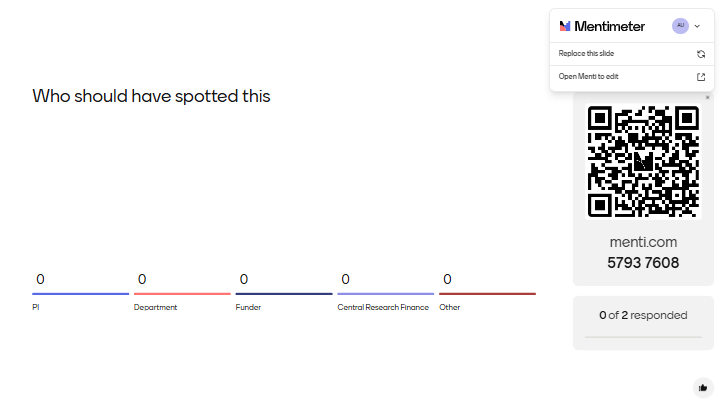 Mentimeter
AU
Replace this slide
Open Menti to edit
Who should have spotted this
menti.com
5793 7608
0 of 2 responded
0
0
0
0
0
PI
Department
Funder
Central Research Finance
Other